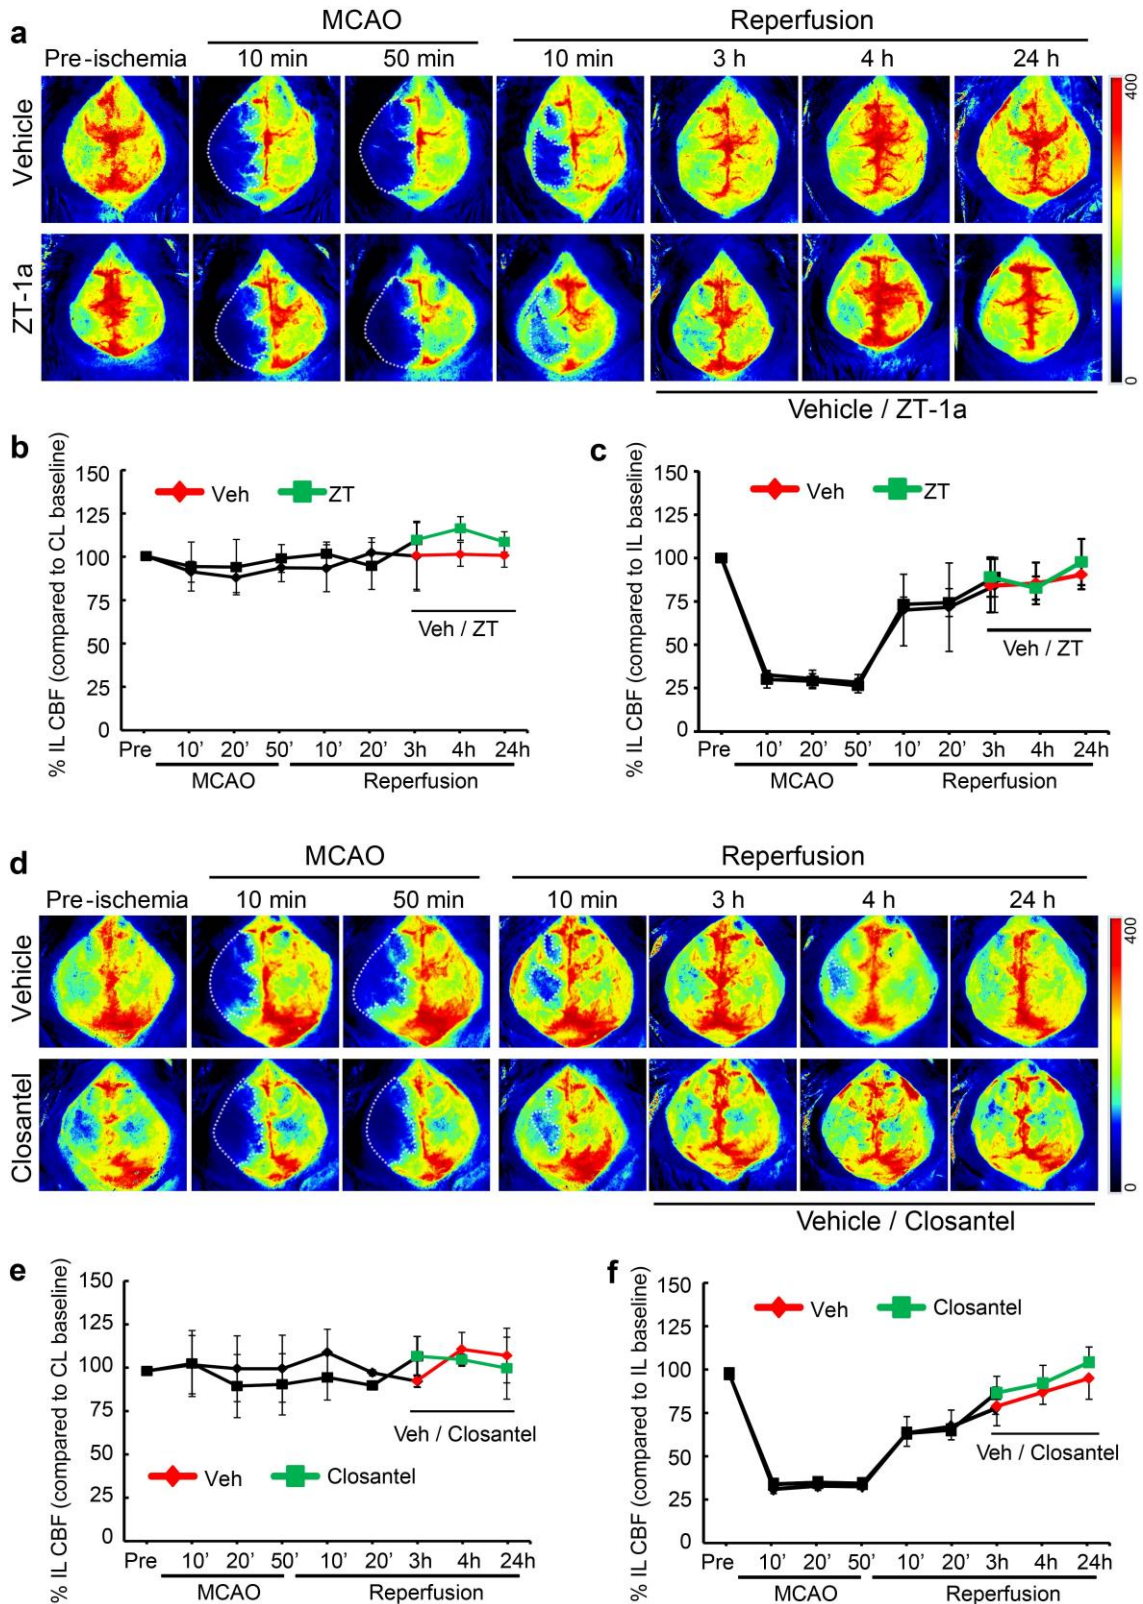 a
MCAO
Reperfusion
Pre-ischemia
10 min
50 min
10 min
3 h
4 h
24 h
Vehicle
ZT-1a
400
0
Vehicle / ZT-1a
b
% IL CBF (compared to CL baseline)
150
125
100
75
50
25
0
Veh
ZT
Veh / ZT
Pre
10’
20’
50’
10’
20’
3h
4h
24h
MCAO
Reperfusion
c
% IL CBF (compared to IL baseline)
150
125
100
75
50
25
0
Veh
ZT
Veh / ZT
Pre
10’
20’
50’
10’
20’
3h
4h
24h
MCAO
Reperfusion
d
MCAO
Reperfusion
Pre-ischemia
10 min
50 min
10 min
3 h
4 h
24 h
Vehicle
Closantel
400
0
Vehicle / Closantel
e
% IL CBF (compared to CL baseline)
150
125
100
75
50
25
0
Veh / Closantel
Veh
Closantel
Pre
10’
20’
50’
10’
20’
3h
4h
24h
MCAO
Reperfusion
f
% IL CBF (compared to IL baseline)
150
125
100
75
50
25
0
Veh
Closantel
Veh / Closantel
Pre
10’
20’
50’
10’
20’
3h
4h
24h
MCAO
Reperfusion